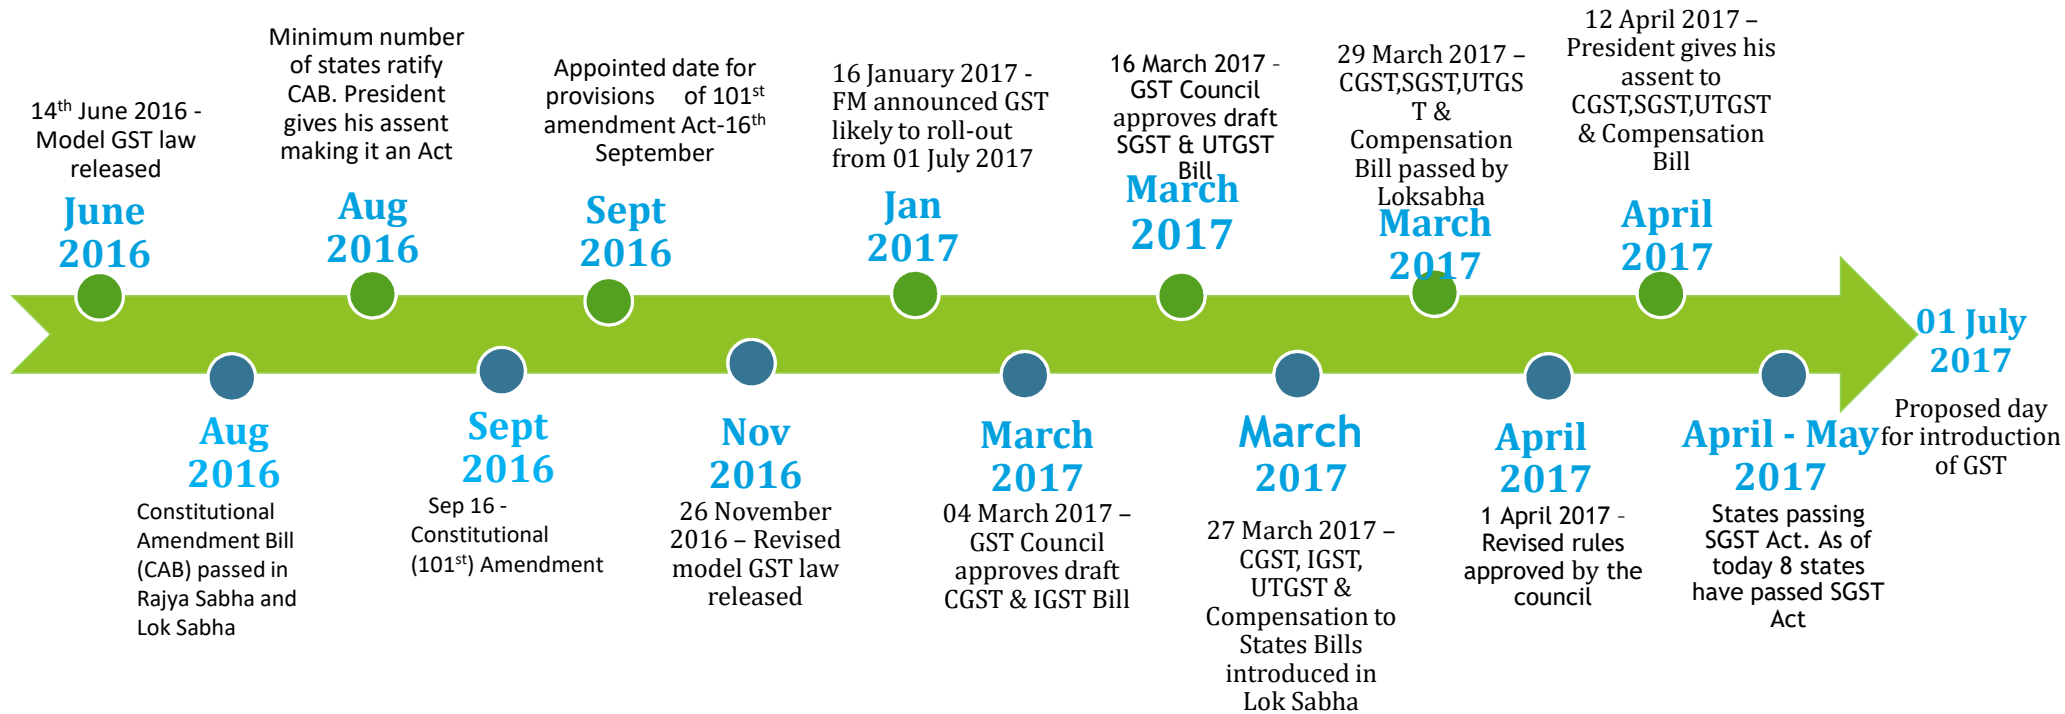 14th June 2016 -
Model GST law
released
June
2016
Aug
2016
Constitutional
Amendment Bill
(CAB) passed in
Rajya Sabha and
Lok Sabha
Minimum number
of states ratify
CAB. President
gives his assent
making it an Act
Aug
2016
Sept
2016
Sep 16 -
Constitutional
(101st) Amendment
Appointed date for
provisions of 101st
amendment Act-16th
September
Sept
2016
Nov
2016
26 November
2016 – Revised
model GST law
released
16 January 2017 -
FM announced GST
likely to roll-out
from 01 July 2017
Jan
2017
March
2017
04 March 2017 –
GST Council
approves draft
CGST & IGST Bill
16 March 2017 -
GST Council
approves draft
SGST & UTGST
Bill
March
2017
March
2017
27 March 2017 –
CGST, IGST,
UTGST &
Compensation to
States Bills
introduced in
Lok Sabha
29 March 2017 –
CGST,SGST,UTGS
T &
Compensation
Bill passed by
Loksabha
March
2017
April
2017
1 April 2017 -
Revised rules
approved by the
council
12 April 2017 –
President gives his
assent to
CGST,SGST,UTGST
& Compensation
Bill
April
2017
April - May
2017
States passing
SGST Act. As of
today 8 states
have passed SGST
Act
01 July
2017
Proposed day
for introduction
of GST